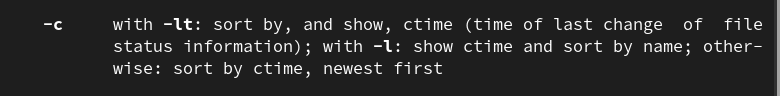 -c with -lt: sort by, and show, ctime (time of last change of file
status information); with -l: show ctime and sort by name; other-
wise: sort by ctime, newest first